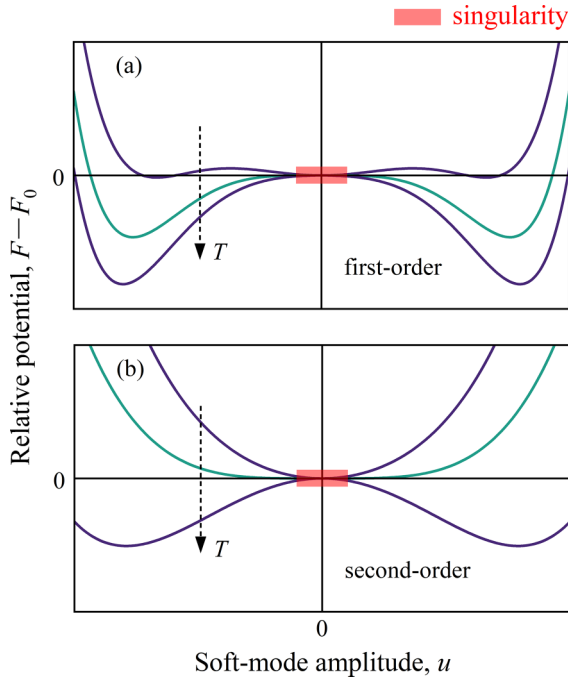 singularity
(a)
0
T
first-order
Relative potential, F−F0
(b)
0
T
second-order
0
Soft-mode amplitude, u